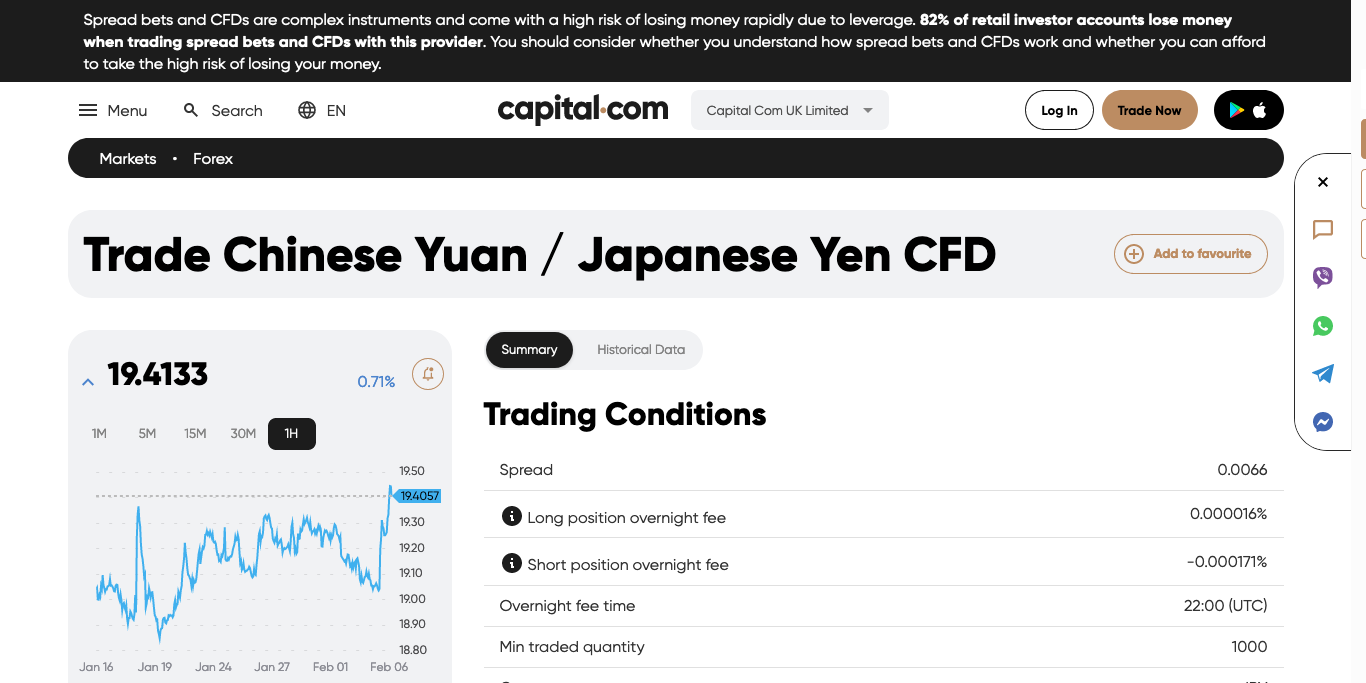 Spread bets and CFDs are complex instruments and come with a high risk of losing money rapidly due to leverage. 82% of retail investor accounts lose money
when trading spread bets and CFDs with this provider. You should consider whether you understand how spread bets and CFDs work and whether you can afford
to take the high risk of losing your money.
Menu
Search
EN
capital.com
Capital Com UK Limited
Log In
Trade Now
Markets • Forex
Trade Chinese Yuan / Japanese Yen CFD
Add to favourite
19.4133
0.71%
1M 5M 15M 30M 1H
19.50
19.4057
19.30
19.20
19.10
19.00
18.90
18.80
Jan 16 Jan 19 Jan 24 Jan 27 Feb 01 Feb 06
Summary
Historical Data
Trading Conditions
Spread 0.0066
Long position overnight fee 0.000016%
Short position overnight fee -0.000171%
Overnight fee time 22:00 (UTC)
Min traded quantity 1000